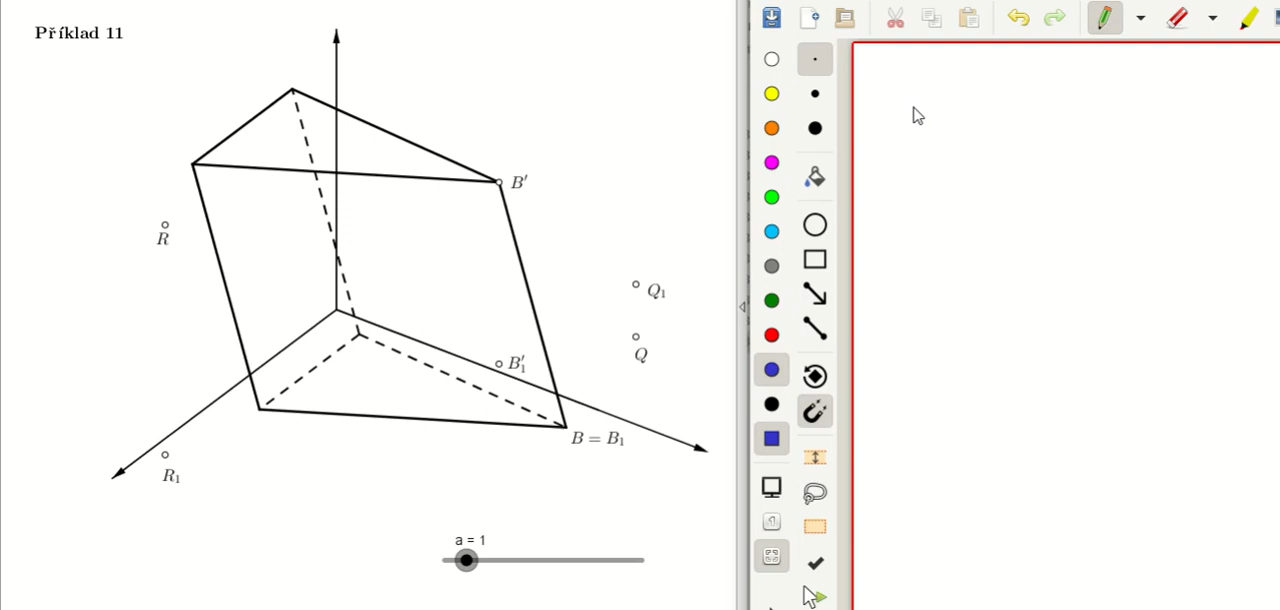 Příklad 11
B′
R
Q₁
Q
B′₁
B = B₁
R₁
a = 1